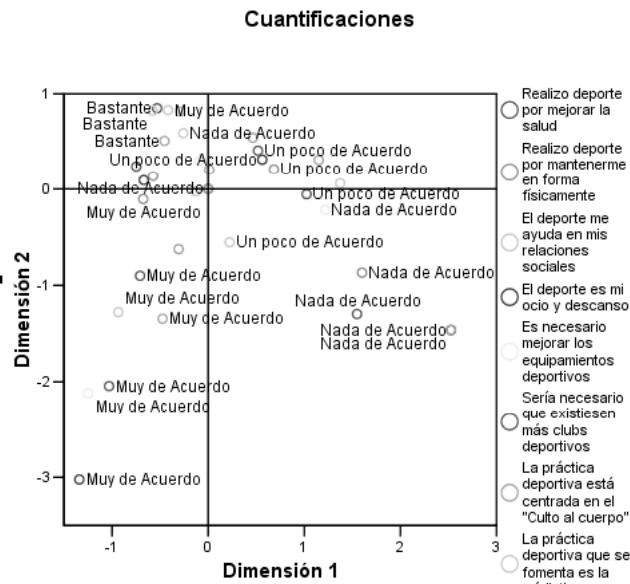 Cuantificaciones
1
0
-1
-2
-3
Dimensión 2
Bastante
Muy de Acuerdo
Bastante
Nada de Acuerdo
Bastante
Un poco de Acuerdo
Un poco de Acuerdo
Un poco de Acuerdo
Nada de Acuerdo
Un poco de Acuerdo
Muy de Acuerdo
Nada de Acuerdo
Un poco de Acuerdo
Muy de Acuerdo
Nada de Acuerdo
Muy de Acuerdo
Nada de Acuerdo
Muy de Acuerdo
Nada de Acuerdo
Nada de Acuerdo
Muy de Acuerdo
Muy de Acuerdo
Muy de Acuerdo
-1
0
1
2
3
Dimensión 1
Realizo deporte
por mejorar la
salud
Realizo deporte
por mantenerme
en forma
físicamente
El deporte me
ayuda en mis
relaciones
sociales
El deporte es mi
ocio y descanso
Es necesario
mejorar los
equipamientos
deportivos
Sería necesario
que existiesen
más clubs
deportivos
La práctica
deportiva está
centrada en el
"Culto al cuerpo"
La práctica
deportiva que se
fomenta es la